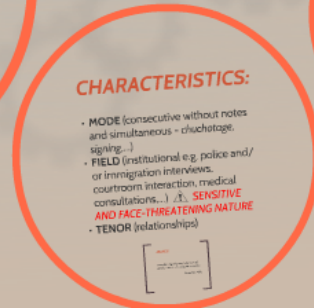 CHARACTERISTICS:
• MODE (consecutive without notes
and simultaneous - chuchotage,
signing,...)
• FIELD (institutional e.g. police and/
or immigration interviews,
courtroom interaction, medical
consultations,...) ⚠ SENSITIVE
AND FACE-THREATENING NATURE
• TENOR (relationships)